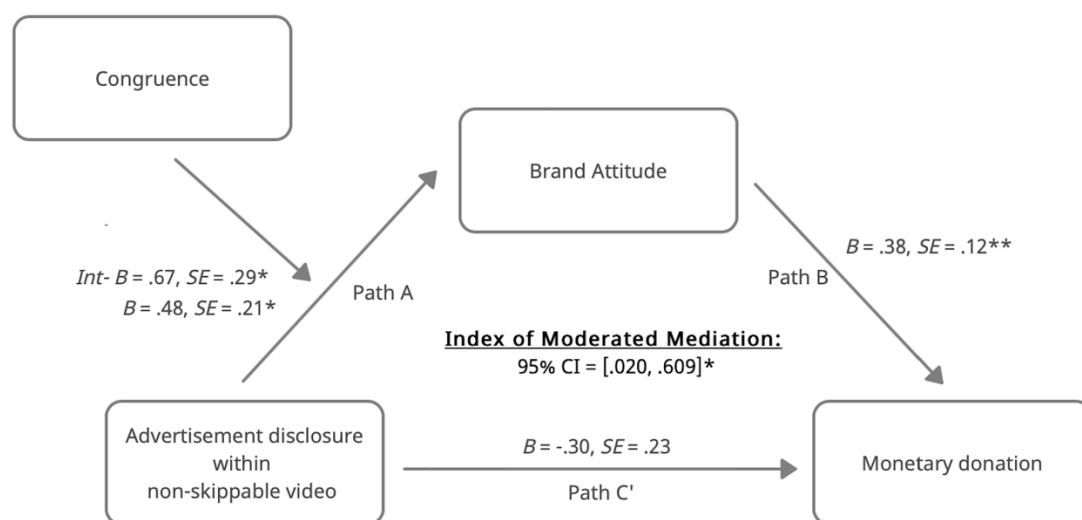 Congruence
Brand Attitude
Int- B = .67, SE = .29*
B = .48, SE = .21*
Path A
B = .38, SE = .12**
Path B
Index of Moderated Mediation:
95% CI = [.020, .609]*
Advertisement disclosure
within
non-skippable video
B = -.30, SE = .23
Path C'
Monetary donation